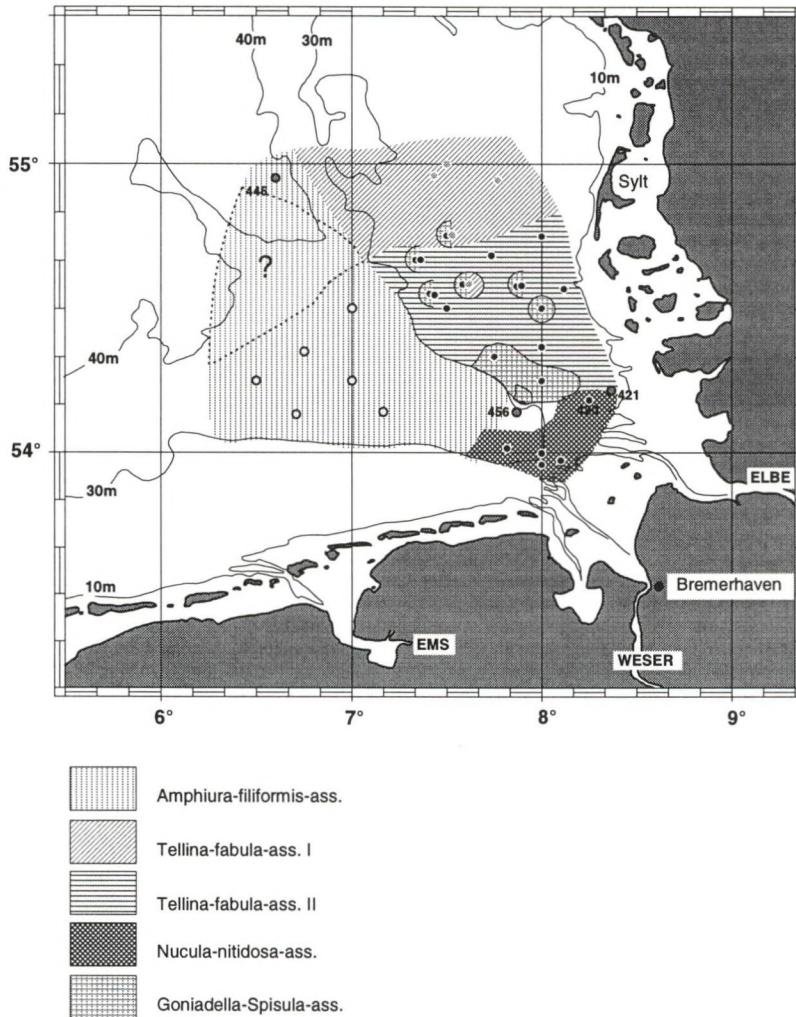 40m
30m
10m
55°
Sylt
?
40m
421
456
54°
30m
ELBE
10m
Bremerhaven
EMS
WESER
6°
7°
8°
9°
Amphiura-filiformis-ass.
Tellina-fabula-ass. I
Tellina-fabula-ass. II
Nucula-nitidosa-ass.
Goniadella-Spisula-ass.